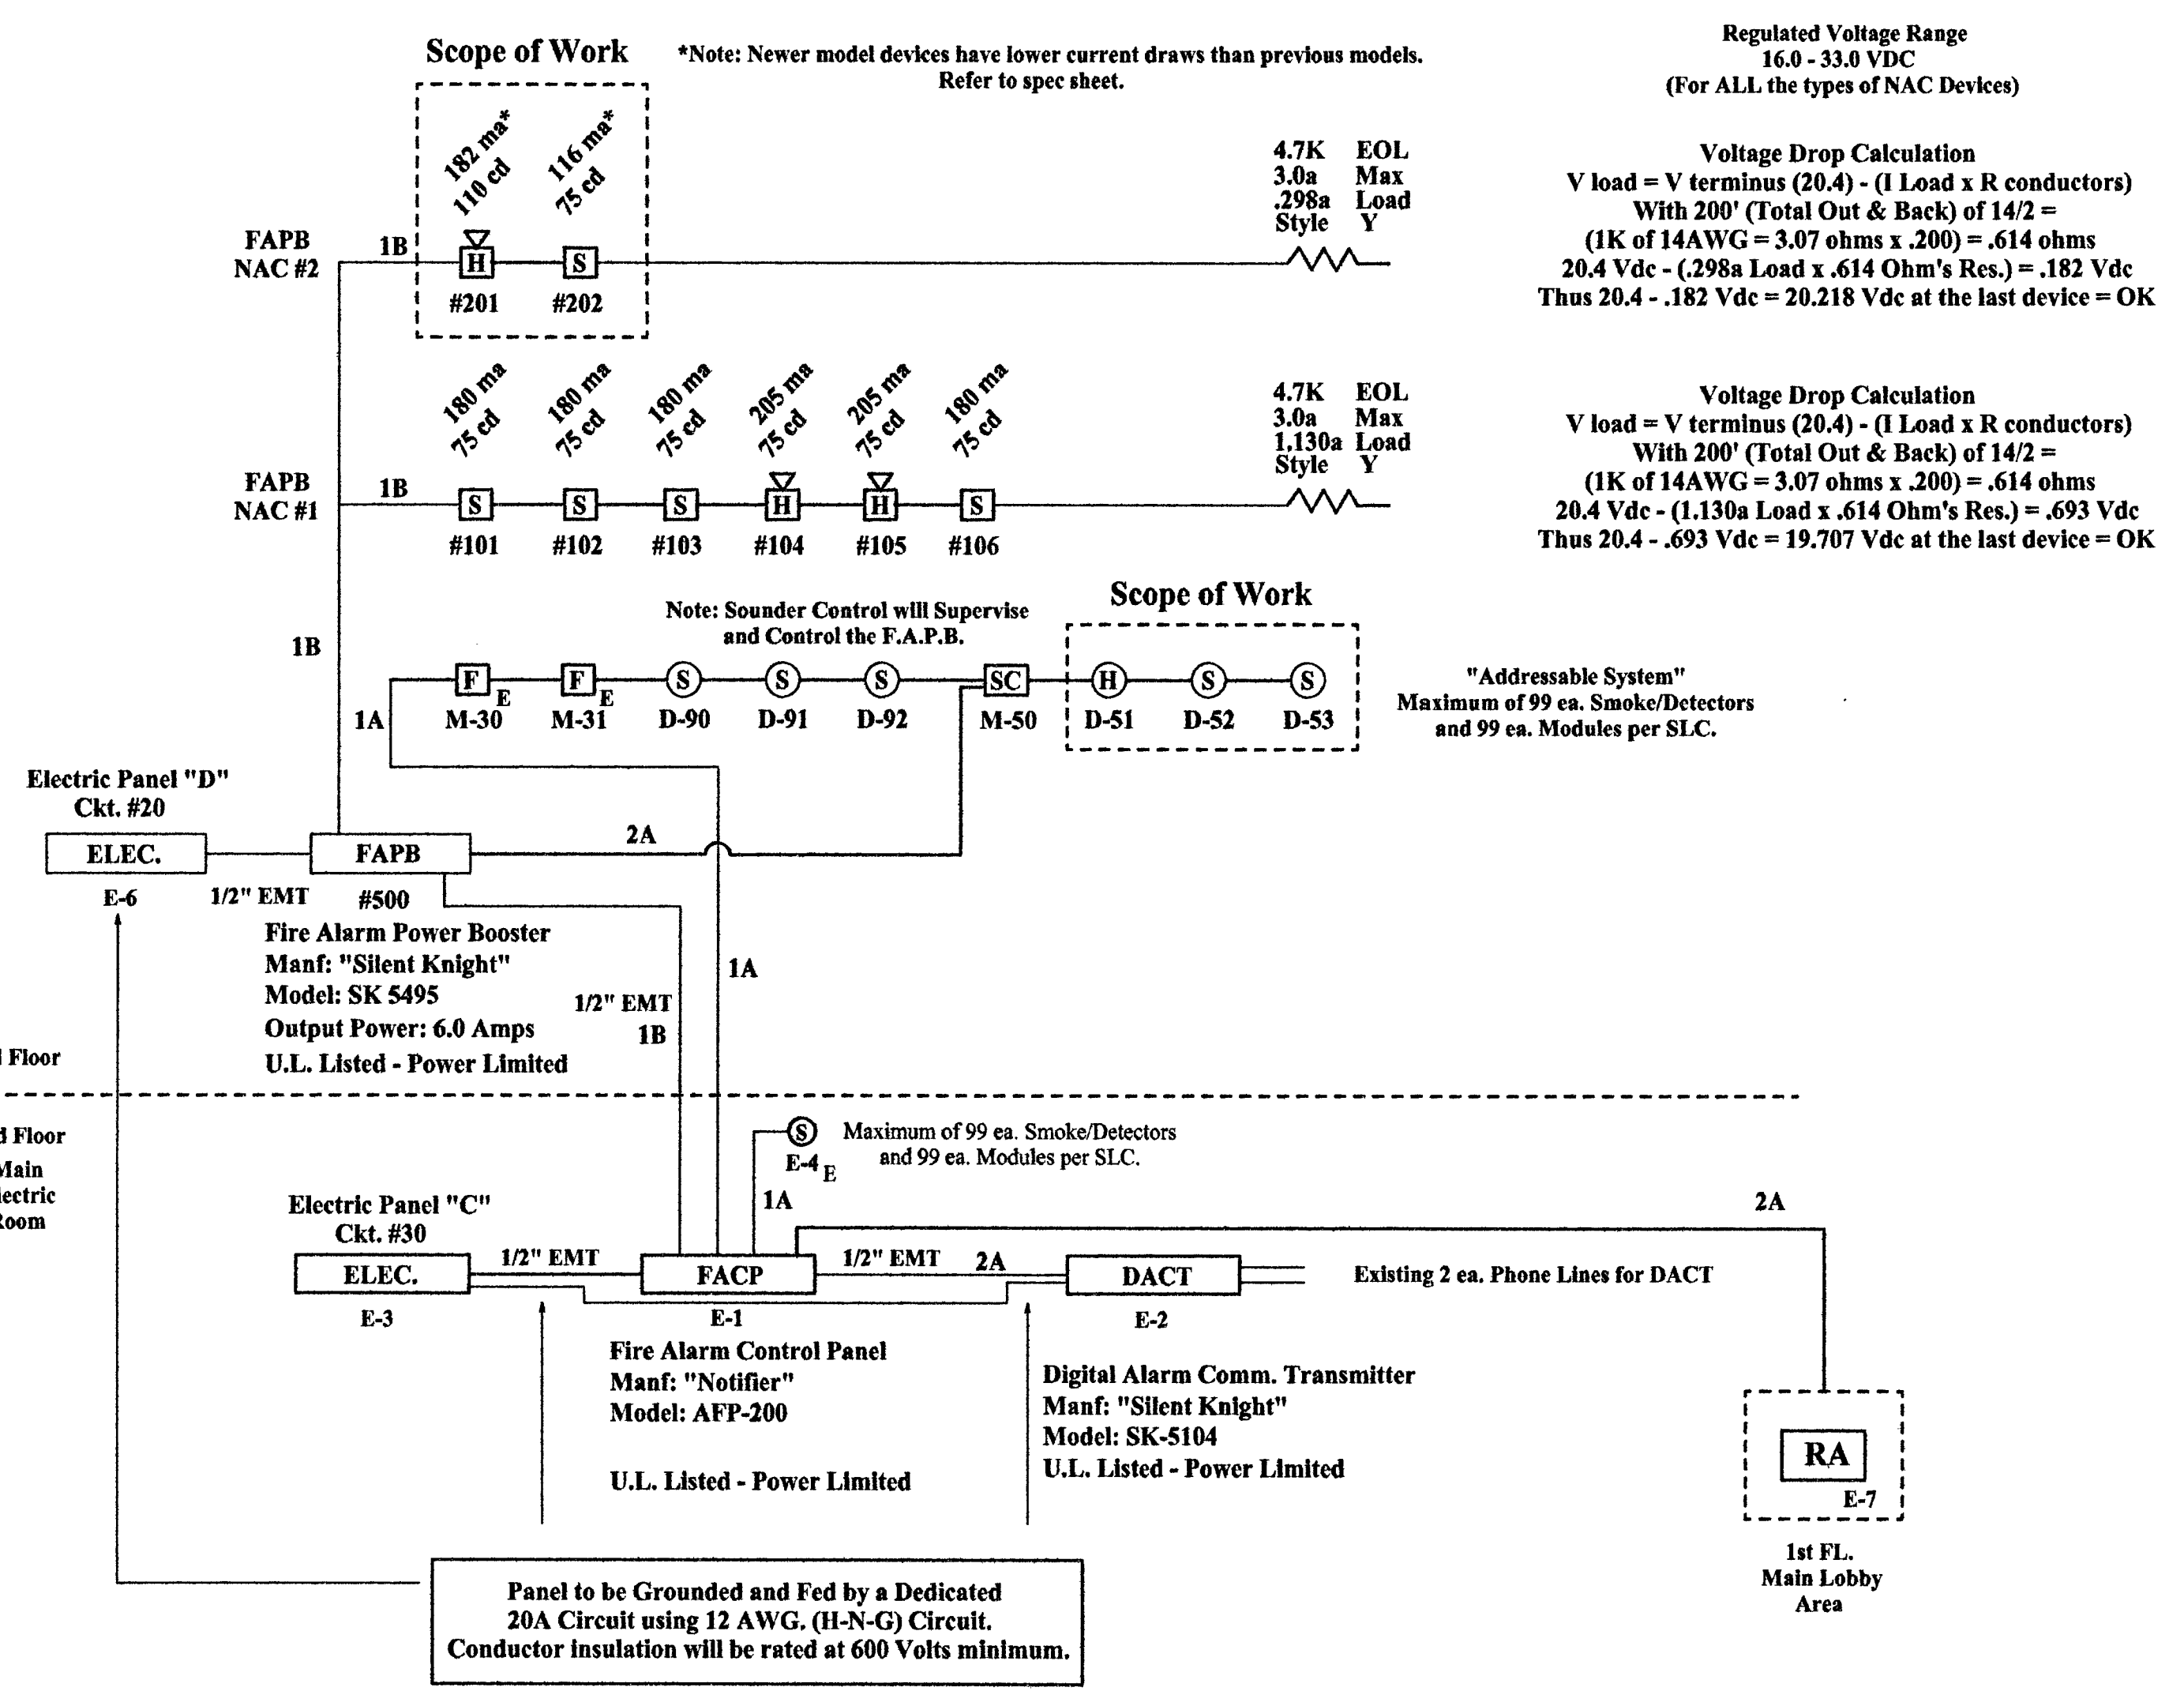 Scope of Work
*Note: Newer model devices have lower current draws than previous models.
Refer to spec sheet.
Regulated Voltage Range
16.0 - 33.0 VDC
(For ALL the types of NAC Devices)
182 ma*
110 cd
116 ma*
75 cd
4.7K EOL
3.0a Max
.298a Load
Style Y
Voltage Drop Calculation
V load = V terminus (20.4) - (I Load x R conductors)
With 200' (Total Out & Back) of 14/2 =
(1K of 14AWG = 3.07 ohms x .200) = .614 ohms
20.4 Vdc - (.298a Load x .614 Ohm's Res.) = .182 Vdc
Thus 20.4 - .182 Vdc = 20.218 Vdc at the last device = OK
FAPB
NAC #2
1B
H
S
#201
#202
180 ma
75 cd
180 ma
75 cd
180 ma
75 cd
205 ma
75 cd
205 ma
75 cd
180 ma
75 cd
4.7K EOL
3.0a Max
1.130a Load
Style Y
Voltage Drop Calculation
V load = V terminus (20.4) - (I Load x R conductors)
With 200' (Total Out & Back) of 14/2 =
(1K of 14AWG = 3.07 ohms x .200) = .614 ohms
20.4 Vdc - (1.130a Load x .614 Ohm's Res.) = .693 Vdc
Thus 20.4 - .693 Vdc = 19.707 Vdc at the last device = OK
FAPB
NAC #1
1B
S
S
S
H
H
S
#101
#102
#103
#104
#105
#106
Note: Sounder Control will Supervise
and Control the F.A.P.B.
Scope of Work
1B
1A
F
E
F
E
S
S
S
SC
H
S
S
M-30
M-31
D-90
D-91
D-92
M-50
D-51
D-52
D-53
"Addressable System"
Maximum of 99 ea. Smoke/Detectors
and 99 ea. Modules per SLC.
Electric Panel "D"
Ckt. #20
ELEC.
FAPB
2A
E-6
1/2" EMT
#500
Fire Alarm Power Booster
Manf: "Silent Knight"
Model: SK 5495
Output Power: 6.0 Amps
U.L. Listed - Power Limited
1/2" EMT
1B
1A
Floor
d Floor
Main
lectric
Room
S
E-4
E
Maximum of 99 ea. Smoke/Detectors
and 99 ea. Modules per SLC.
1A
2A
Electric Panel "C"
Ckt. #30
ELEC.
1/2" EMT
FACP
1/2" EMT
2A
DACT
Existing 2 ea. Phone Lines for DACT
E-3
E-1
E-2
Fire Alarm Control Panel
Manf: "Notifier"
Model: AFP-200
U.L. Listed - Power Limited
Digital Alarm Comm. Transmitter
Manf: "Silent Knight"
Model: SK-5104
U.L. Listed - Power Limited
RA
E-7
1st FL.
Main Lobby
Area
Panel to be Grounded and Fed by a Dedicated
20A Circuit using 12 AWG. (H-N-G) Circuit.
Conductor insulation will be rated at 600 Volts minimum.